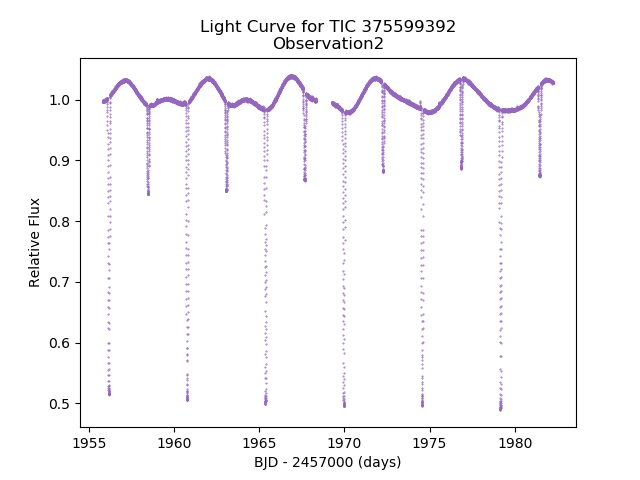 Light Curve for TIC 375599392
Observation2
Relative Flux
1.0
0.9
0.8
0.7
0.6
0.5
1955 1960 1965 1970 1975 1980
BJD - 2457000 (days)